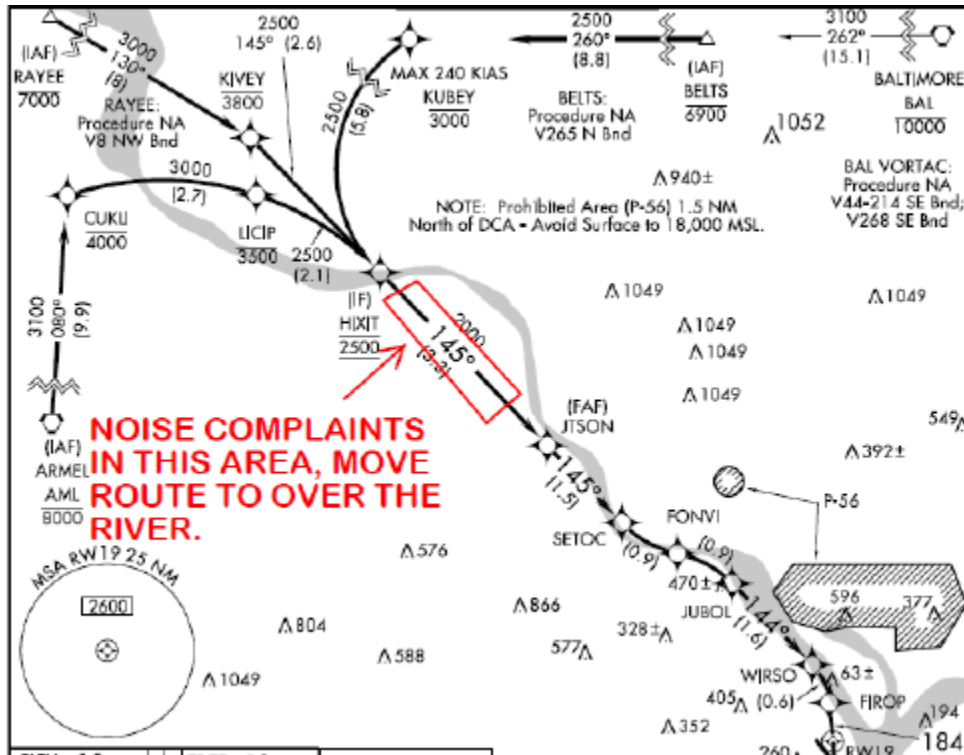 (IAF)
RAYEE
7000
3000
130°
(8)
RAYEE:
Procedure NA
V8 NW Bnd
KIVEY
3800
2500
145° (2.6)
2500
(5.8)
MAX 240 KIAS
KUBEY
3000
2500
260°
(8.8)
BELTS:
Procedure NA
V265 N Bnd
(IAF)
BELTS
6900
3100
262°
(15.1)
BALTIMORE
BAL
10000
1052
BAL VORTAC:
Procedure NA
V44-214 SE Bnd;
V268 SE Bnd
940±
NOTE: Prohibited Area (P-56) 1.5 NM
North of DCA - Avoid Surface to 18,000 MSL.
3000
(2.7)
CUKLI
4000
LICIP
3500
2500
(2.1)
3100
080°
(9.9)
(IF)
HIXIT
2500
2000
145°
(3.3)
1049
1049
1049
1049
1049
549
392±
(FAF)
JTSON
NOISE COMPLAINTS
IN THIS AREA, MOVE
ROUTE TO OVER THE
RIVER.
(IAF)
ARMEL
AML
8000
145°
(1.5)
P-56
SETOC
FONVI
(0.9)
(0.9)
MSA RW19 25 NM
2600
576
866
804
588
577
1049
470±
JUBOL
328±
144°
(1.6)
596
377
WIRSO
63±
(0.6)
FIROP
405
352
194
184
260
RW19